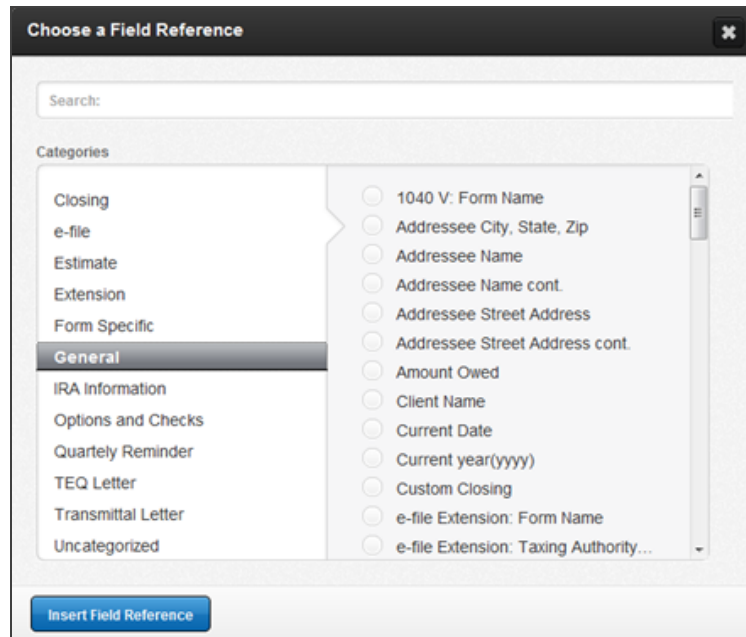 Choose a Field Reference
Search:
Categories
Closing
e-file
Estimate
Extension
Form Specific
General
IRA Information
Options and Checks
Quartely Reminder
TEQ Letter
Transmittal Letter
Uncategorized
1040 V: Form Name
Addressee City, State, Zip
Addressee Name
Addressee Name cont.
Addressee Street Address
Addressee Street Address cont.
Amount Owed
Client Name
Current Date
Current year(yyyy)
Custom Closing
e-file Extension: Form Name
e-file Extension: Taxing Authority...
Insert Field Reference